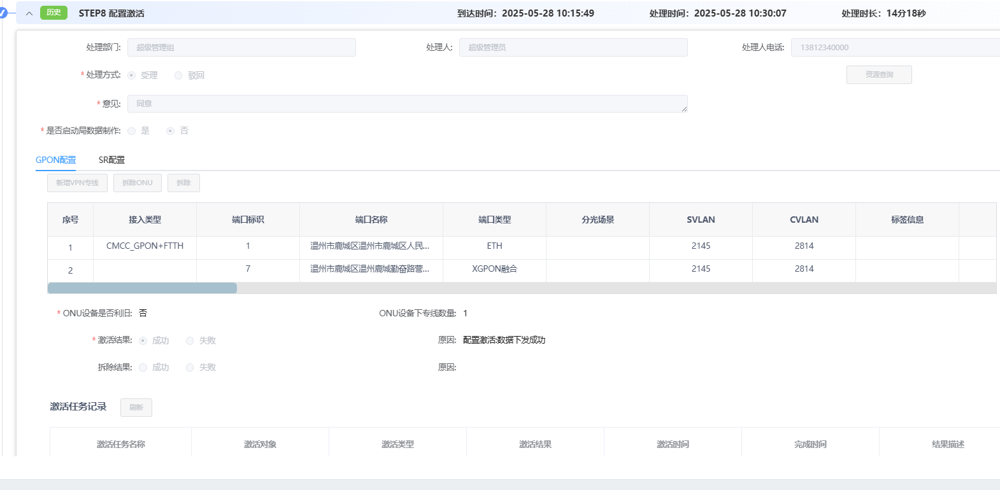 历史 STEP8 配置激活 到达时间：2025-05-28 10:15:49 处理时间：2025-05-28 10:30:07 处理时长：14分18秒
处理部门: 超级管理组 处理人: 超级管理员 处理人电话: 13812340000
* 处理方式: 受理 驳回 资源查询
* 意见: 同意
* 是否启动局数据制作: 是 否
GPON配置 SR配置
新增VPN专线 拆除ONU 拆除
序号 接入类型 端口标识 端口名称 端口类型 分光场景 SVLAN CVLAN 标签信息
1 CMCC_GPON+FTTH 1 温州市鹿城区温州市鹿城区人民... ETH 2145 2814
2 7 温州市鹿城区温州鹿城勤奋路营... XGPON融合 2145 2814
* ONU设备是否利旧: 否 ONU设备下专线数量: 1
* 激活结果: 成功 失败 原因: 配置激活:数据下发成功
拆除结果: 成功 失败 原因:
激活任务记录 刷新
激活任务名称 激活对象 激活类型 激活结果 激活时间 完成时间 结果描述